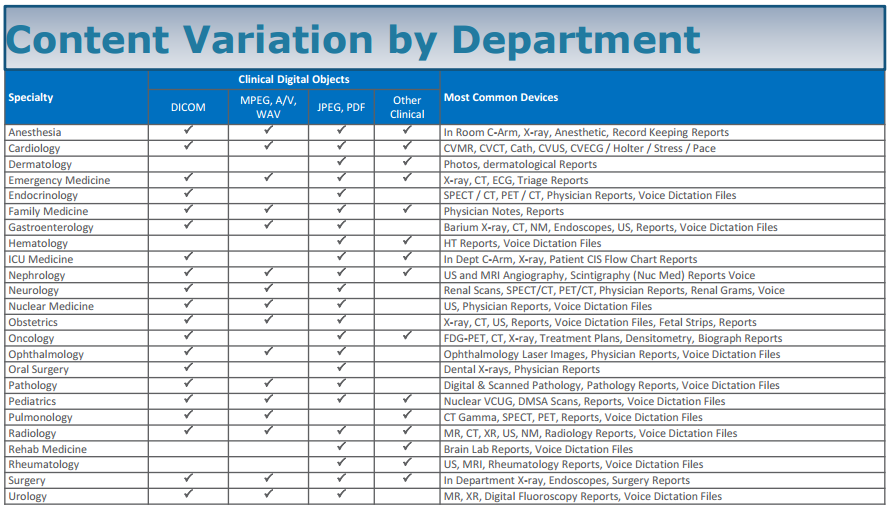 Content Variation by Department
Specialty Clinical Digital Objects Most Common Devices
DICOM MPEG, A/V, WAV JPEG, PDF Other Clinical
Anesthesia ✓ ✓ ✓ ✓ In Room C-Arm, X-ray, Anesthetic, Record Keeping Reports
Cardiology ✓ ✓ ✓ ✓ CVMR, CVCT, Cath, CVUS, CVECG / Holter / Stress / Pace
Dermatology ✓ ✓ Photos, dermatological Reports
Emergency Medicine ✓ ✓ ✓ ✓ X-ray, CT, ECG, Triage Reports
Endocrinology ✓ ✓ SPECT / CT, PET / CT, Physician Reports, Voice Dictation Files
Family Medicine ✓ ✓ ✓ ✓ Physician Notes, Reports
Gastroenterology ✓ ✓ ✓ Barium X-ray, CT, NM, Endoscopes, US, Reports, Voice Dictation Files
Hematology ✓ ✓ HT Reports, Voice Dictation Files
ICU Medicine ✓ ✓ ✓ In Dept C-Arm, X-ray, Patient CIS Flow Chart Reports
Nephrology ✓ ✓ ✓ ✓ US and MRI Angiography, Scintigraphy (Nuc Med) Reports Voice
Neurology ✓ ✓ ✓ Renal Scans, SPECT/CT, PET/CT, Physician Reports, Renal Grams, Voice
Nuclear Medicine ✓ ✓ ✓ US, Physician Reports, Voice Dictation Files
Obstetrics ✓ ✓ ✓ X-ray, CT, US, Reports, Voice Dictation Files, Fetal Strips, Reports
Oncology ✓ ✓ ✓ FDG-PET, CT, X-ray, Treatment Plans, Densitometry, Biograph Reports
Ophthalmology ✓ ✓ ✓ Ophthalmology Laser Images, Physician Reports, Voice Dictation Files
Oral Surgery ✓ ✓ Dental X-rays, Physician Reports
Pathology ✓ ✓ ✓ Digital & Scanned Pathology, Pathology Reports, Voice Dictation Files
Pediatrics ✓ ✓ ✓ ✓ Nuclear VCUG, DMSA Scans, Reports, Voice Dictation Files
Pulmonology ✓ ✓ ✓ CT Gamma, SPECT, PET, Reports, Voice Dictation Files
Radiology ✓ ✓ ✓ ✓ MR, CT, XR, US, NM, Radiology Reports, Voice Dictation Files
Rehab Medicine ✓ ✓ Brain Lab Reports, Voice Dictation Files
Rheumatology ✓ ✓ US, MRI, Rheumatology Reports, Voice Dictation Files
Surgery ✓ ✓ ✓ ✓ In Department X-ray, Endoscopes, Surgery Reports
Urology ✓ ✓ ✓ MR, XR, Digital Fluoroscopy Reports, Voice Dictation Files